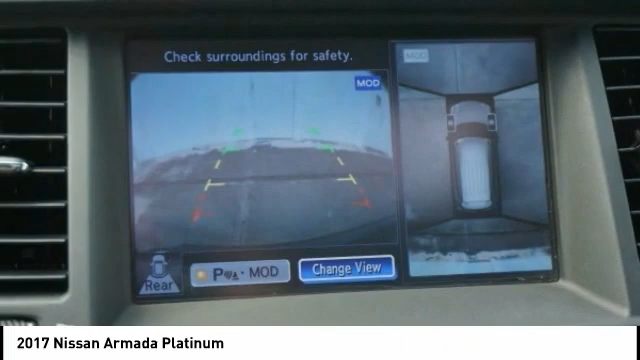 Check surroundings for safety.
MOD
MOD
Rear
P · MOD
Change View
2017 Nissan Armada Platinum